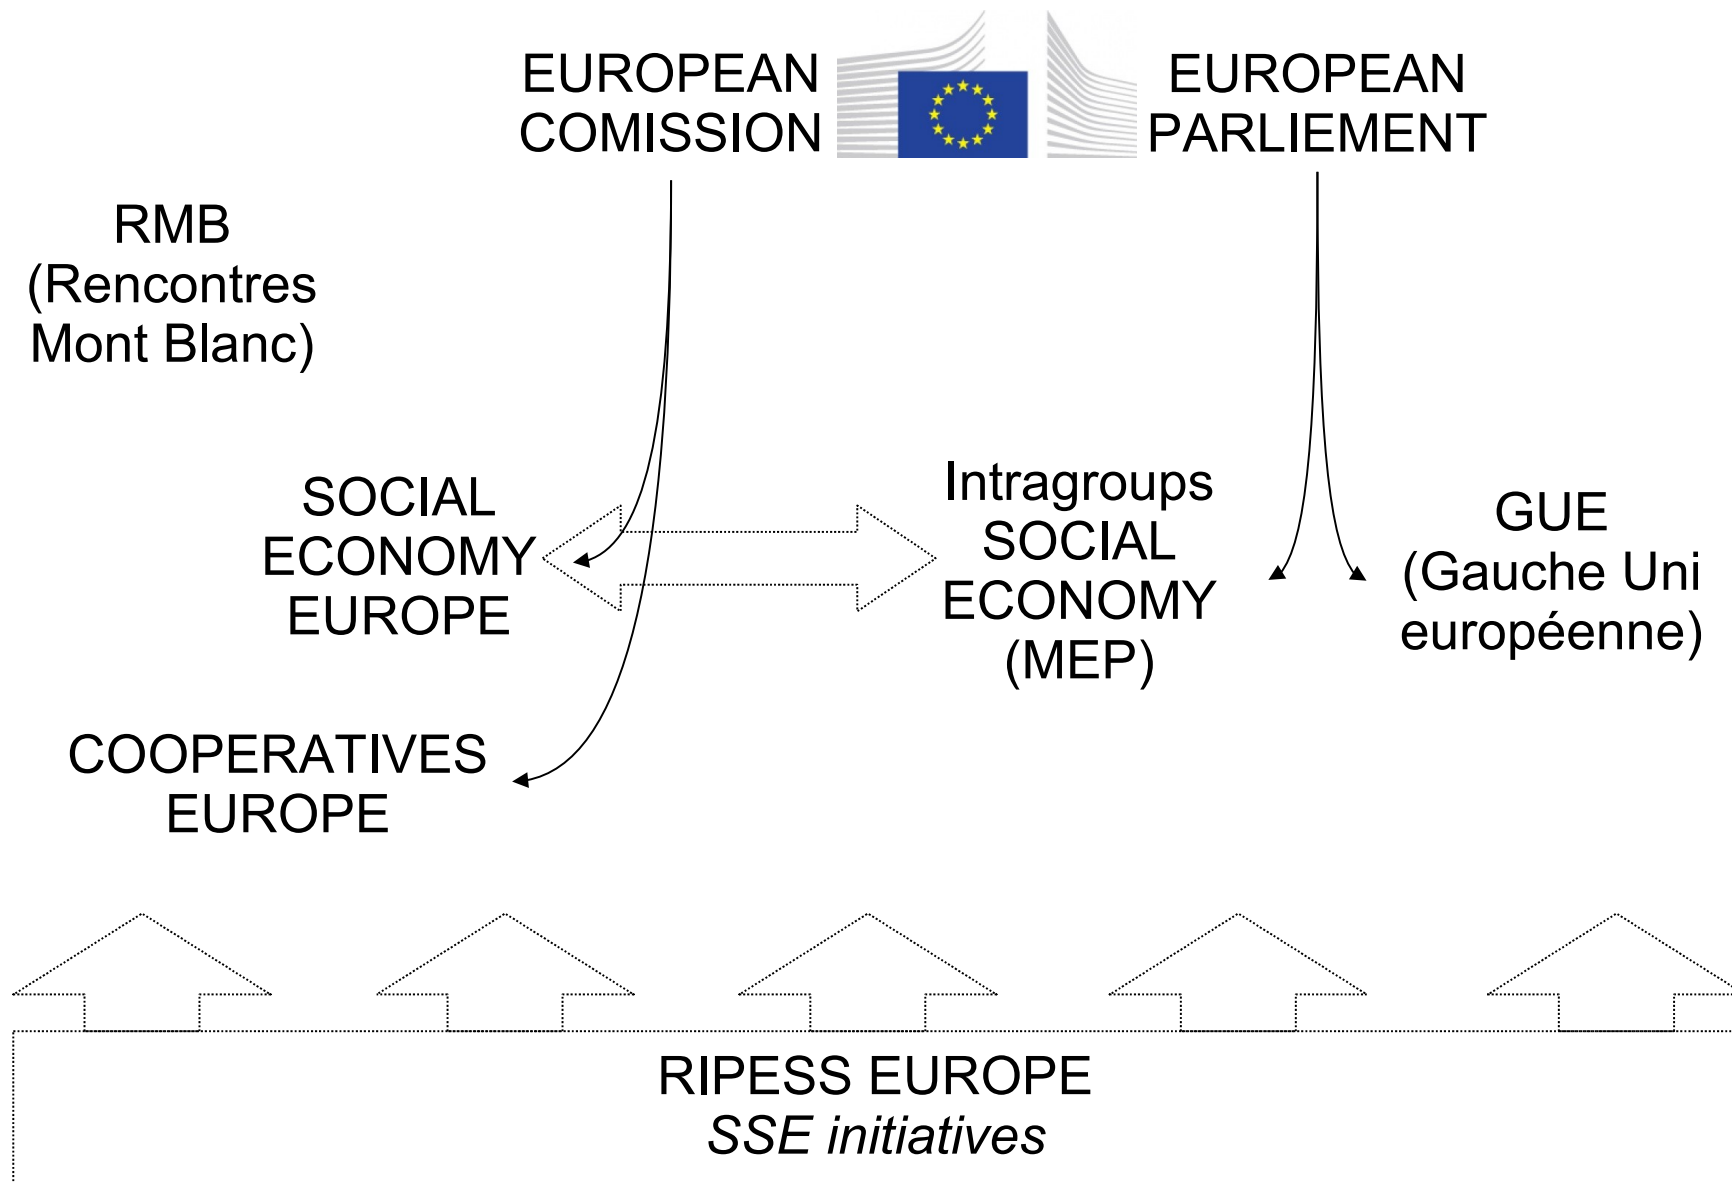 EUROPEAN
COMISSION
EUROPEAN
PARLIEMENT
RMB
(Rencontres
Mont Blanc)
SOCIAL
ECONOMY
EUROPE
Intragroups
SOCIAL
ECONOMY
(MEP)
GUE
(Gauche Uni
européenne)
COOPERATIVES
EUROPE
RIPESS EUROPE
SSE initiatives